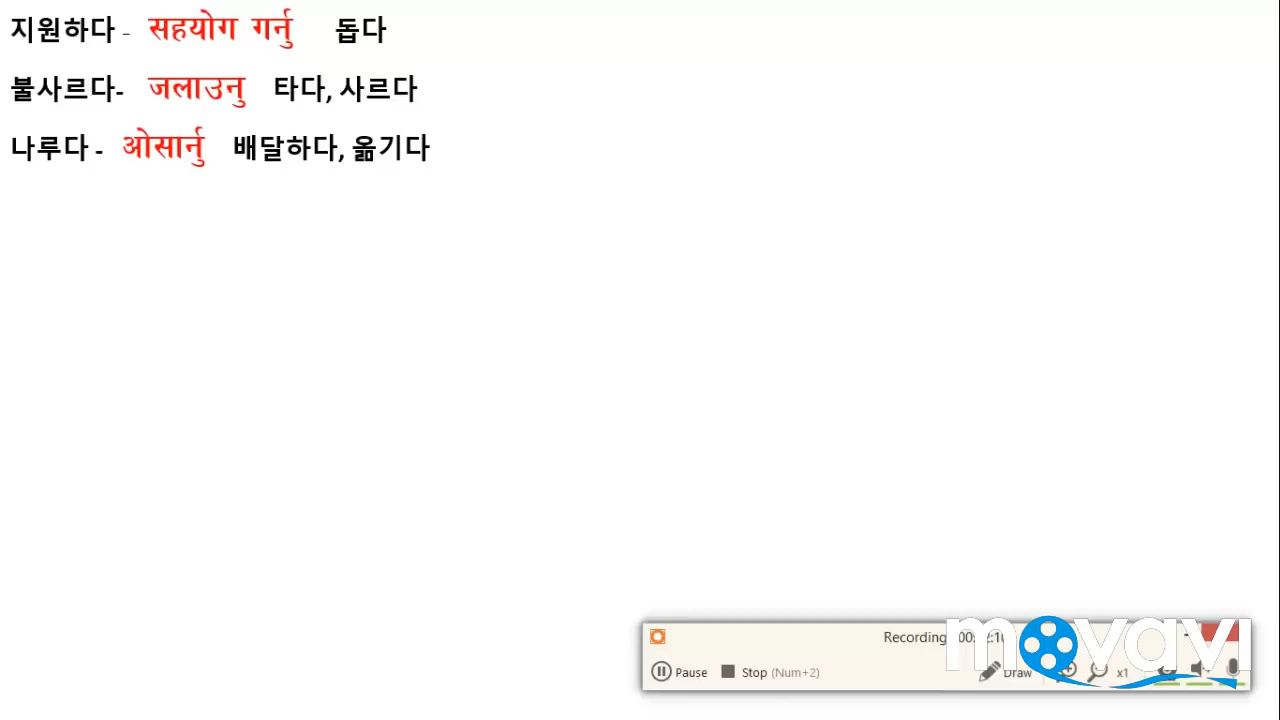 지원하다 - सहयोग गर्नु 돕다
불사르다- जलाउनु 타다, 사르다
나루다 - ओसार्नु 배달하다, 옮기다
Recording
movavi
Pause Stop (Num+2) Draw x1